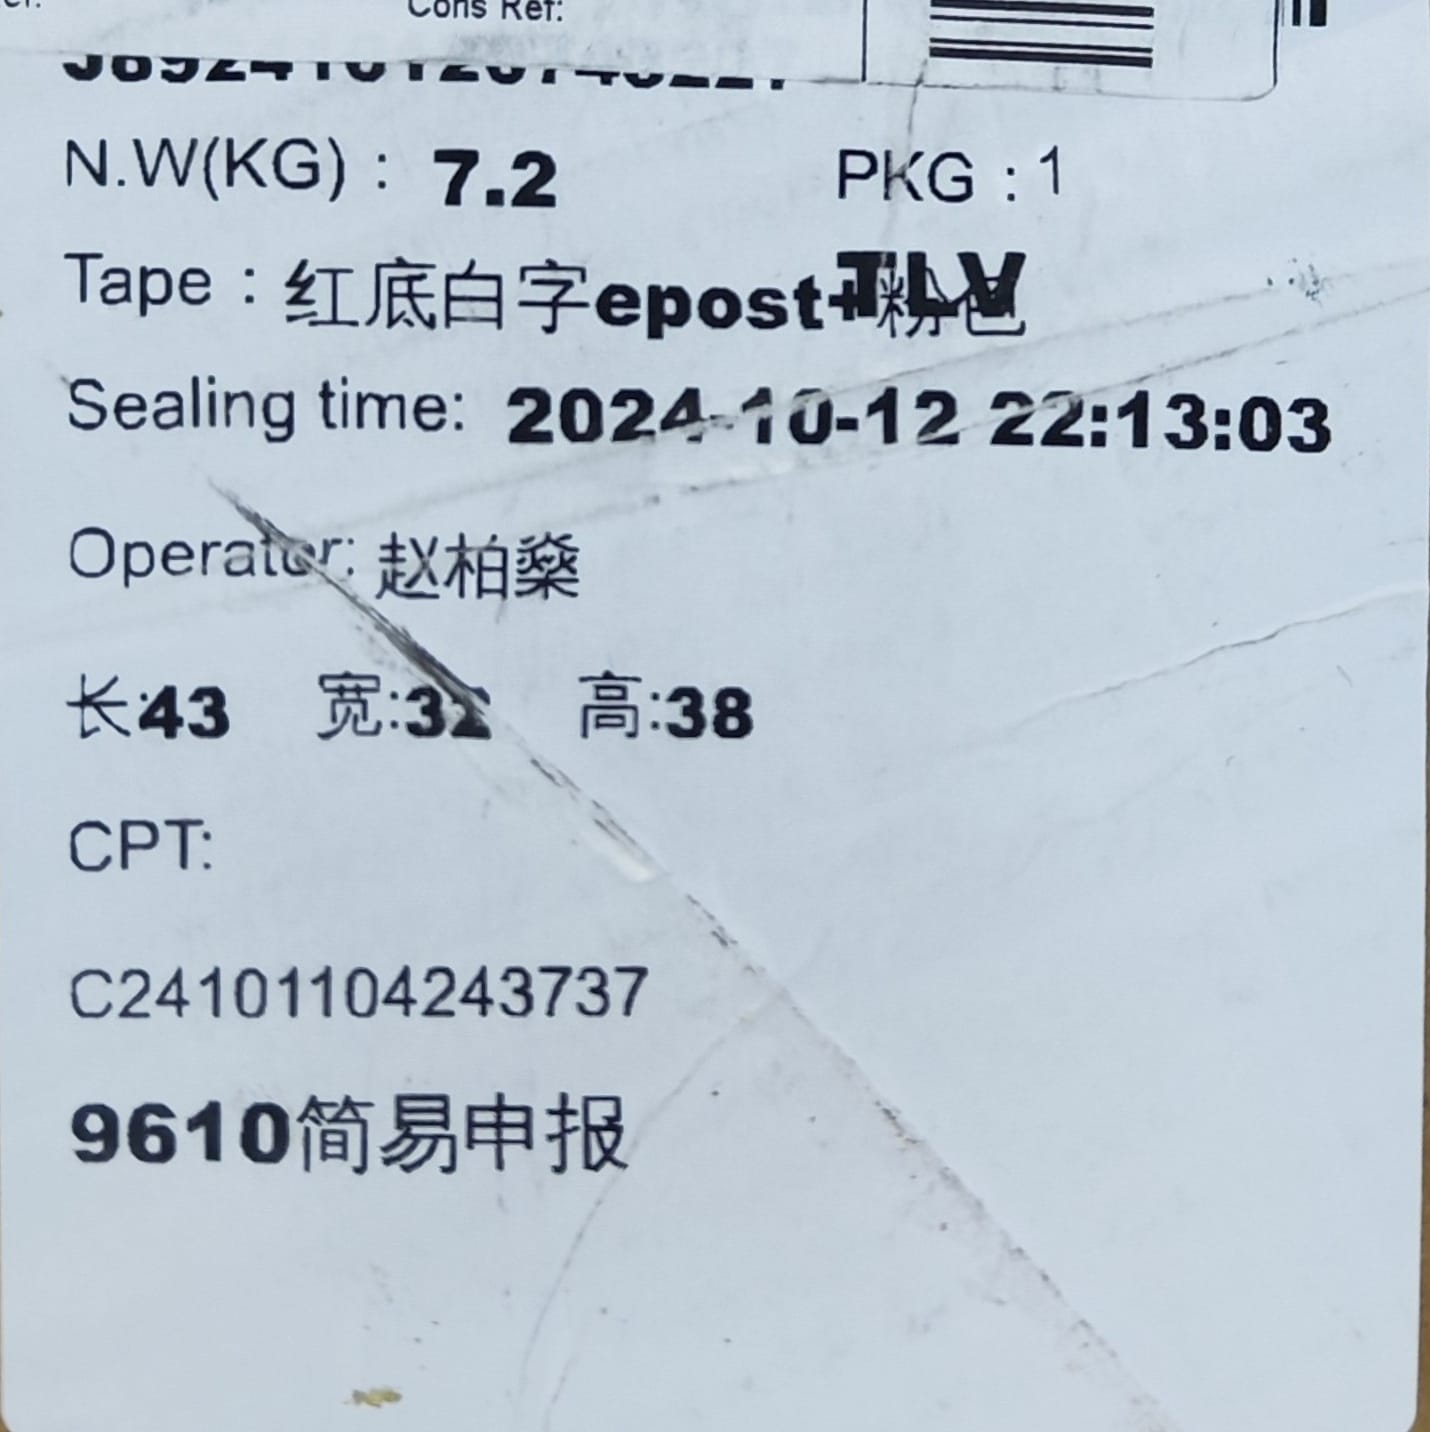 Cons Ref:
N.W(KG) : 7.2 PKG : 1
Tape : 红底白字epost+粉色 TLV
Sealing time: 2024-10-12 22:13:03
Operator: 赵柏燊
长:43 宽:32 高:38
CPT:
C24101104243737
9610简易申报